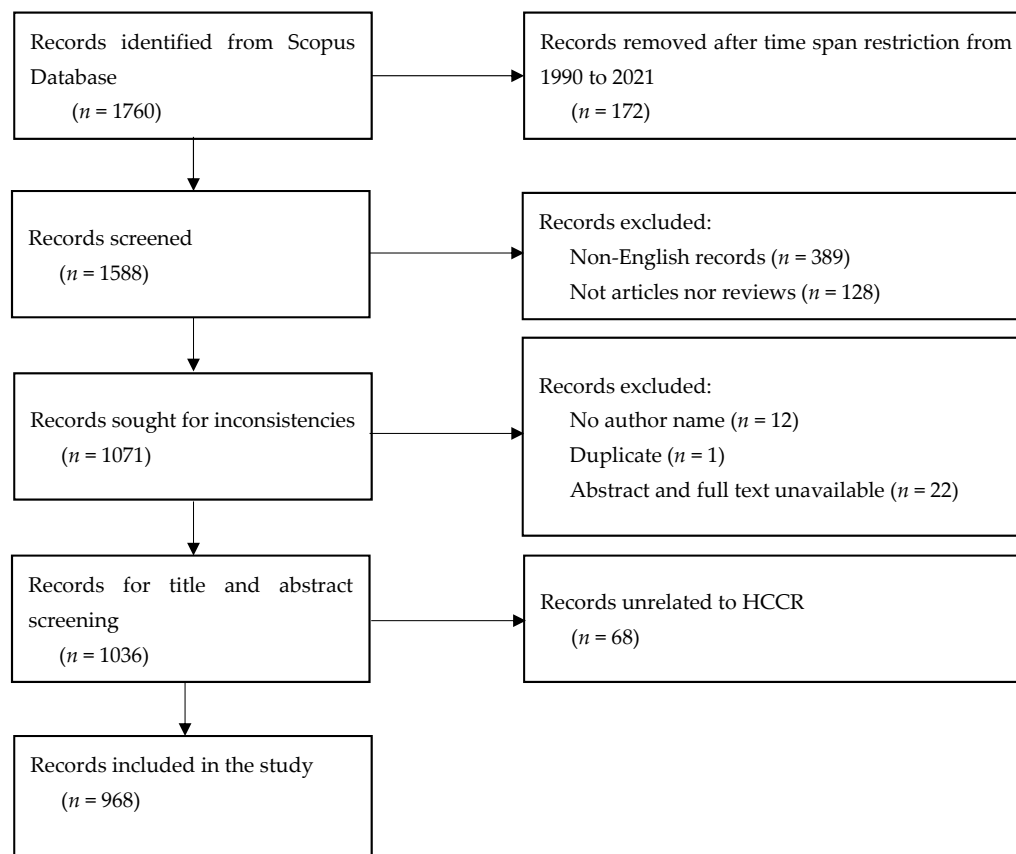 Records identified from Scopus
Database
(n = 1760)
Records removed after time span restriction from
1990 to 2021
(n = 172)
Records screened
(n = 1588)
Records excluded:
Non-English records (n = 389)
Not articles nor reviews (n = 128)
Records sought for inconsistencies
(n = 1071)
Records excluded:
No author name (n = 12)
Duplicate (n = 1)
Abstract and full text unavailable (n = 22)
Records for title and abstract
screening
(n = 1036)
Records unrelated to HCCR
(n = 68)
Records included in the study
(n = 968)